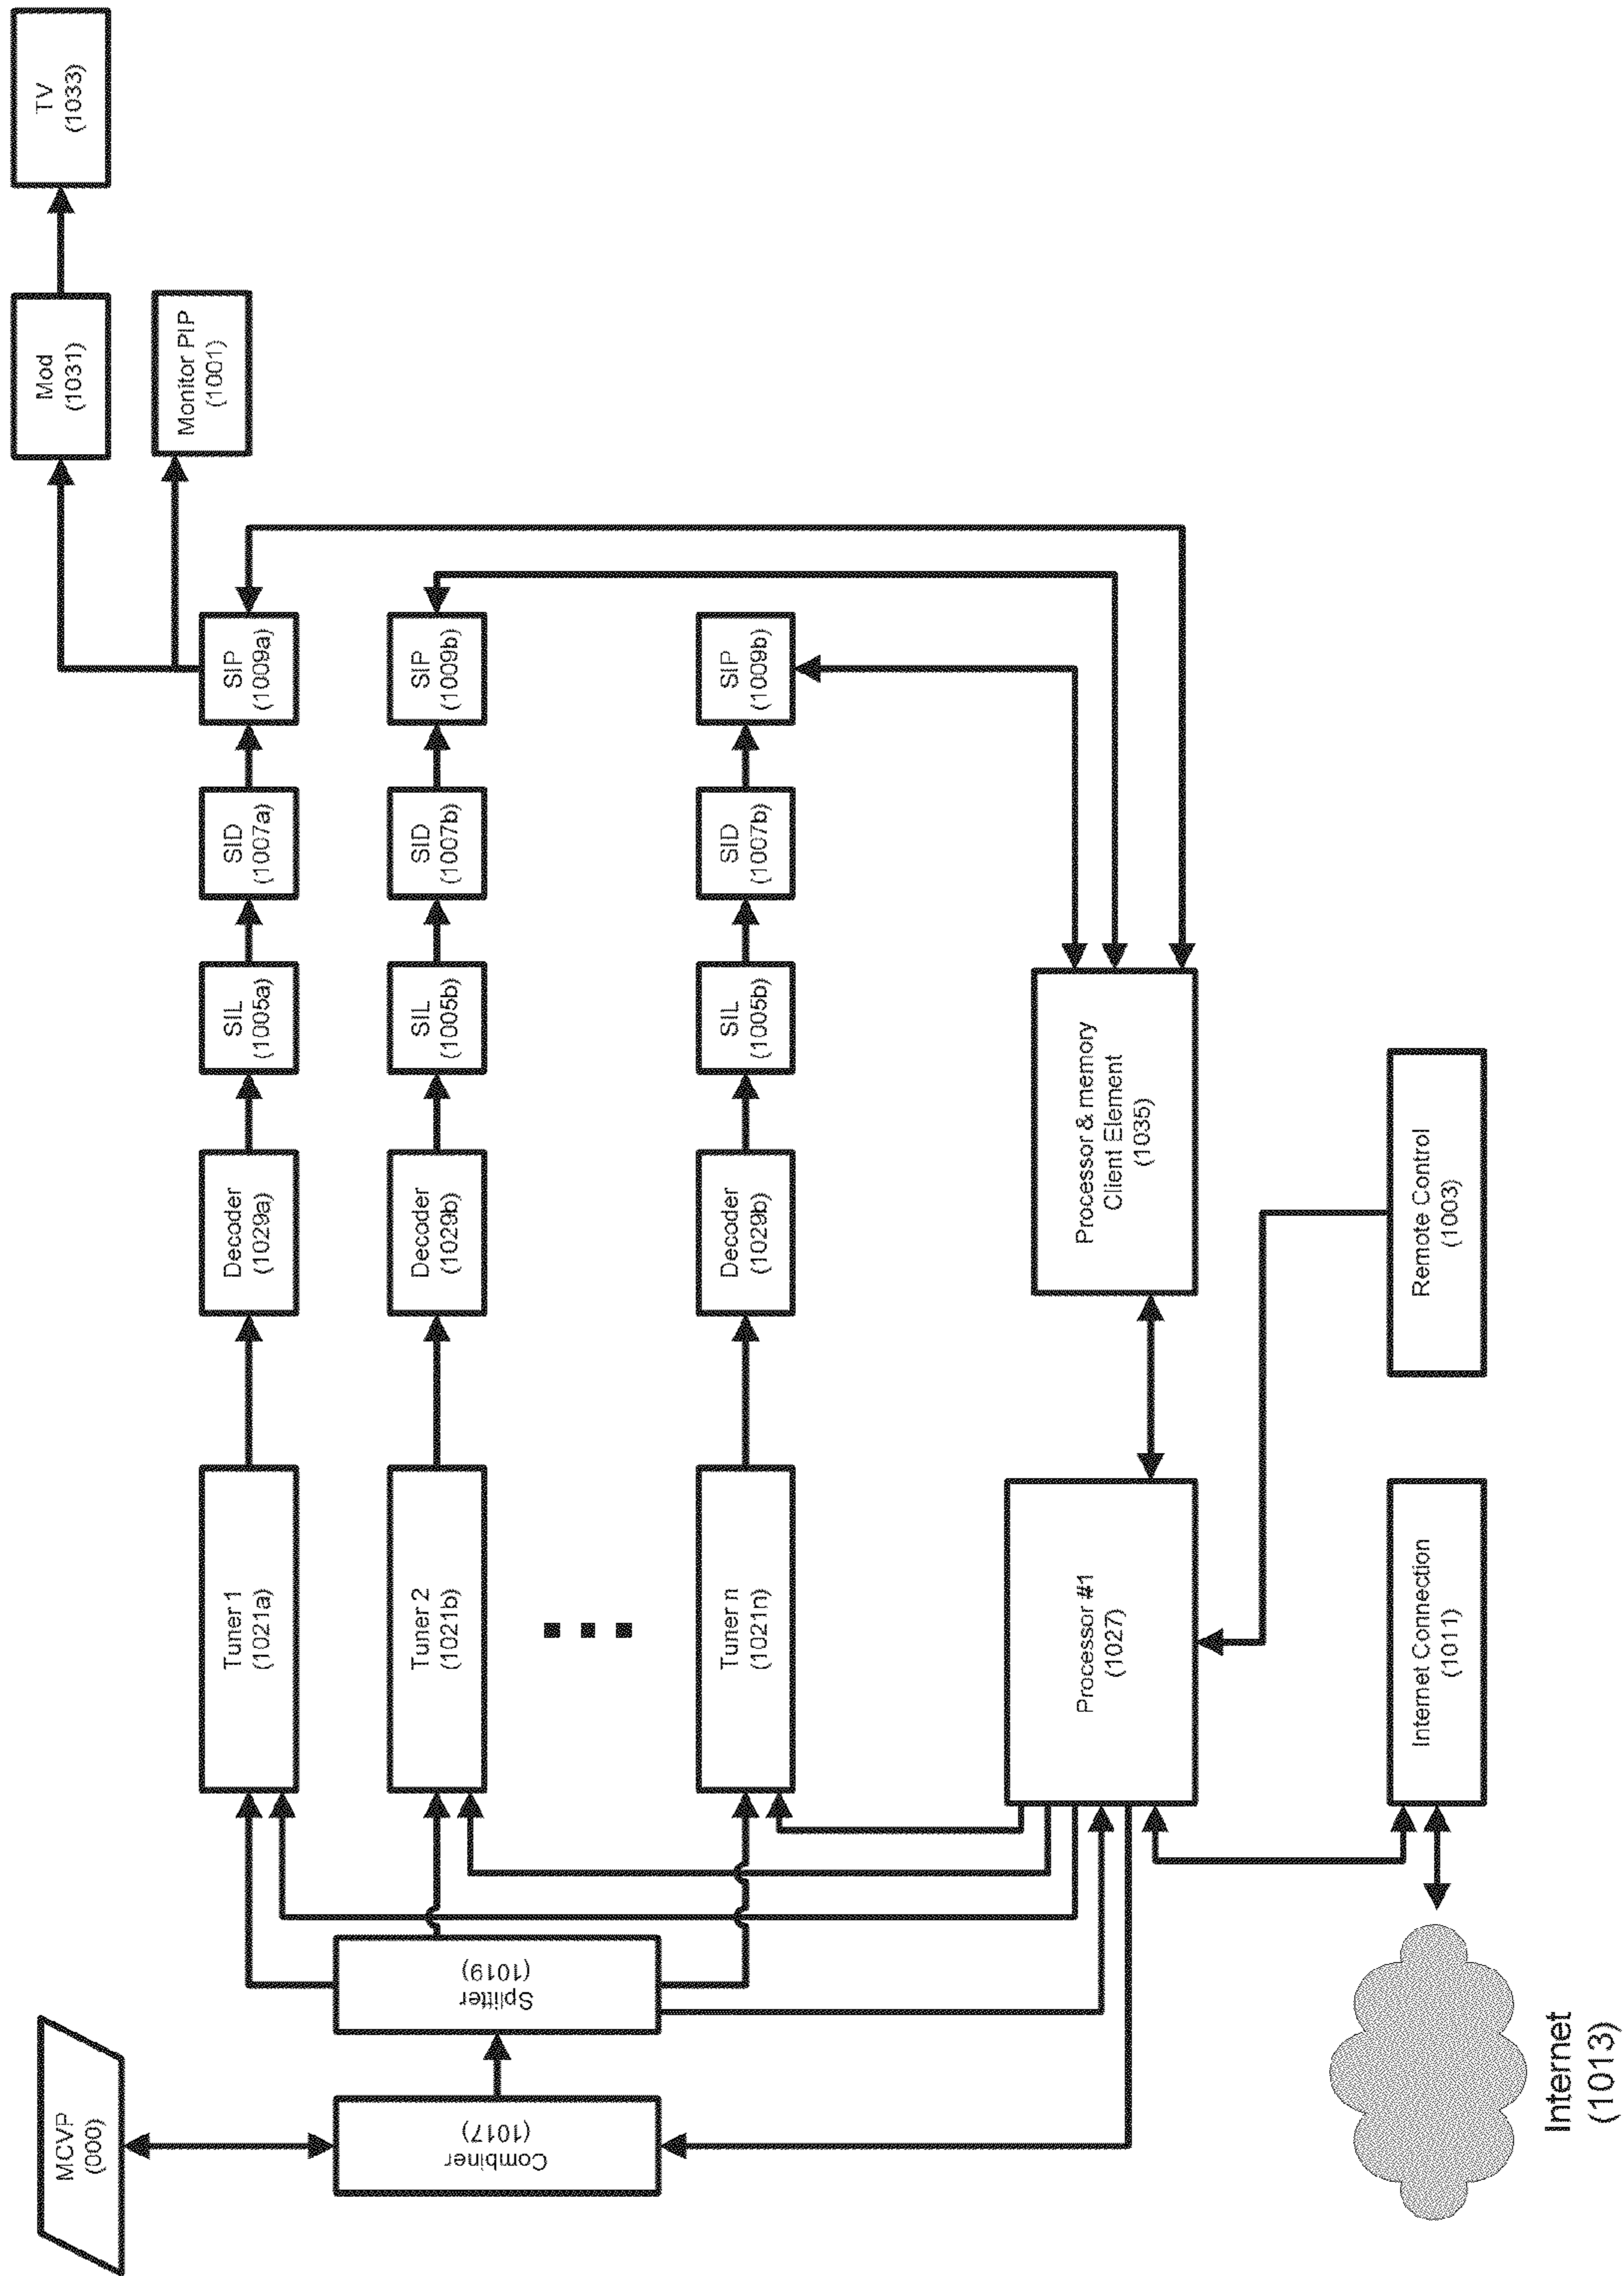 MCVP
(000)
Combiner
(1017)
Splitter
(1019)
Tuner 1
(1021a)
Decoder
(1029a)
SIL
(1005a)
SID
(1007a)
SIP
(1009a)
Mod
(1031)
TV
(1033)
Monitor PIP
(1001)
Tuner 2
(1021b)
Decoder
(1029b)
SIL
(1005b)
SID
(1007b)
SIP
(1009b)
Tuner n
(1021n)
Decoder
(1029b)
SIL
(1005b)
SID
(1007b)
SIP
(1009b)
Processor #1
(1027)
Processor & memory
Client Element
(1035)
Internet Connection
(1011)
Remote Control
(1003)
Internet
(1013)